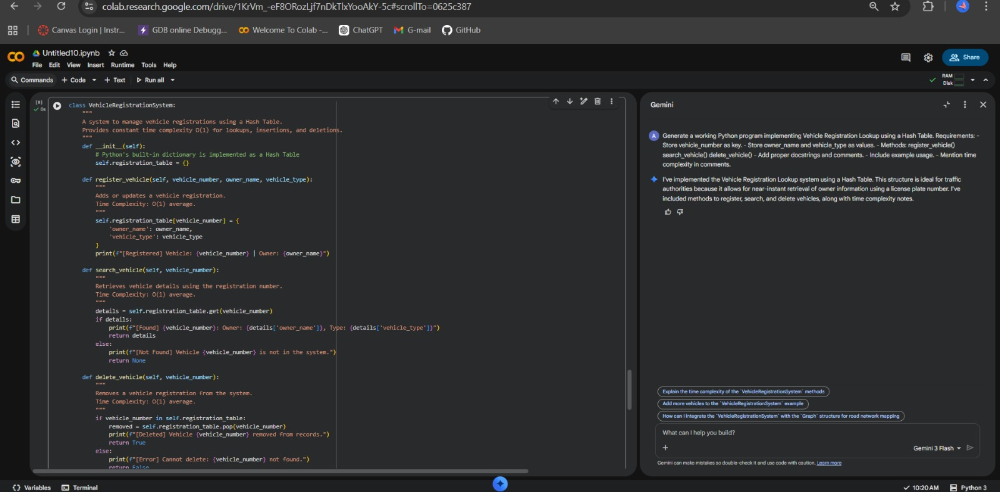 colab.research.google.com/drive/1KrVm_-eF8ORozLjf7nDkTlxYooAkY-5c#scrollTo=0625c387
Canvas Login | Instr...
GDB online Debugg...
Welcome To Colab -...
ChatGPT
G-mail
GitHub
Untitled10.ipynb
File Edit View Insert Runtime Tools Help
Share
Commands + Code + Text Run all
RAM
Disk
[8]
0s
class VehicleRegistrationSystem:
"""
A system to manage vehicle registrations using a Hash Table.
Provides constant time complexity O(1) for lookups, insertions, and deletions.
"""
def __init__(self):
# Python's built-in dictionary is implemented as a Hash Table
self.registration_table = {}
def register_vehicle(self, vehicle_number, owner_name, vehicle_type):
"""
Adds or updates a vehicle registration.
Time Complexity: O(1) average.
"""
self.registration_table[vehicle_number] = {
'owner_name': owner_name,
'vehicle_type': vehicle_type
}
print(f"[Registered] Vehicle: {vehicle_number} | Owner: {owner_name}")
def search_vehicle(self, vehicle_number):
"""
Retrieves vehicle details using the registration number.
Time Complexity: O(1) average.
"""
details = self.registration_table.get(vehicle_number)
if details:
print(f"[Found] {vehicle_number}: Owner: {details['owner_name']}, Type: {details['vehicle_type']}")
return details
else:
print(f"[Not Found] Vehicle {vehicle_number} is not in the system.")
return None
def delete_vehicle(self, vehicle_number):
"""
Removes a vehicle registration from the system.
Time Complexity: O(1) average.
"""
if vehicle_number in self.registration_table:
removed = self.registration_table.pop(vehicle_number)
print(f"[Deleted] Vehicle {vehicle_number} removed from records.")
return True
else:
print(f"[Error] Cannot delete: {vehicle_number} not found.")
return False
Gemini
A
Generate a working Python program implementing Vehicle Registration Lookup using a Hash Table. Requirements: -
Store vehicle_number as key. - Store owner_name and vehicle_type as values. - Methods: register_vehicle()
search_vehicle() delete_vehicle() - Add proper docstrings and comments. - Include example usage. - Mention time
complexity in comments.
I've implemented the Vehicle Registration Lookup system using a Hash Table. This structure is ideal for traffic
authorities because it allows for near-instant retrieval of owner information using a license plate number. I've
included methods to register, search, and delete vehicles, along with time complexity notes.
Explain the time complexity of the `VehicleRegistrationSystem` methods
Add more vehicles to the `VehicleRegistrationSystem` example
How can I integrate the `VehicleRegistrationSystem` with the `Graph` structure for road network mapping
What can I help you build?
+
Gemini 3 Flash
Gemini can make mistakes so double-check it and use code with caution. Learn more
Variables
Terminal
10:20 AM
Python 3